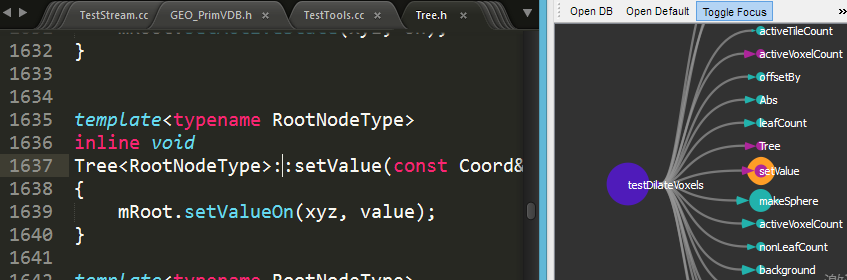 TestStream.cc
GEO_PrimVDB.h
TestTools.cc
Tree.h
1632 }
1633
1634
1635 template<typename RootNodeType>
1636 inline void
1637 Tree<RootNodeType>::setValue(const Coord&
1638 {
1639 mRoot.setValueOn(xyz, value);
1640 }
1641
template<typename RootNodeType>
Open DB Open Default Toggle Focus »
activeTileCount
activeVoxelCount
offsetBy
Abs
leafCount
Tree
setValue
testDilateVoxels
makeSphere
activeVoxelCount
nonLeafCount
background